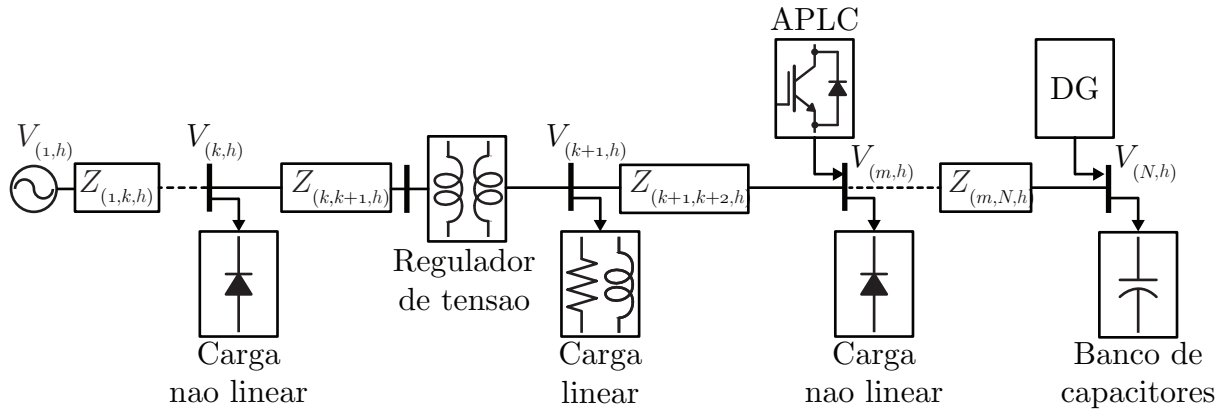 APLC
DG
V(1,h)
V(k,h)
V(k+1,h)
V(m,h)
V(N,h)
Z(1,k,h)
Z(k,k+1,h)
Z(k+1,k+2,h)
Z(m,N,h)
Regulador
de tensao
Carga
nao linear
Carga
linear
Carga
nao linear
Banco de
capacitores